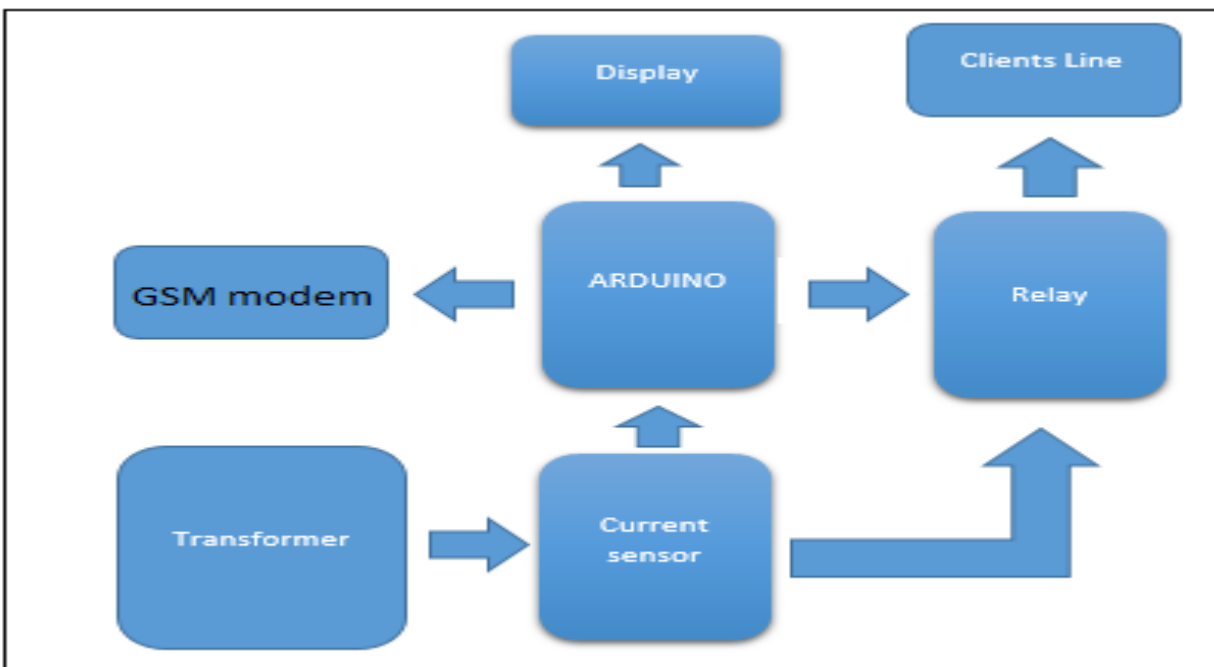 Display
Clients Line
GSM modem
ARDUINO
Relay
Transformer
Current
sensor